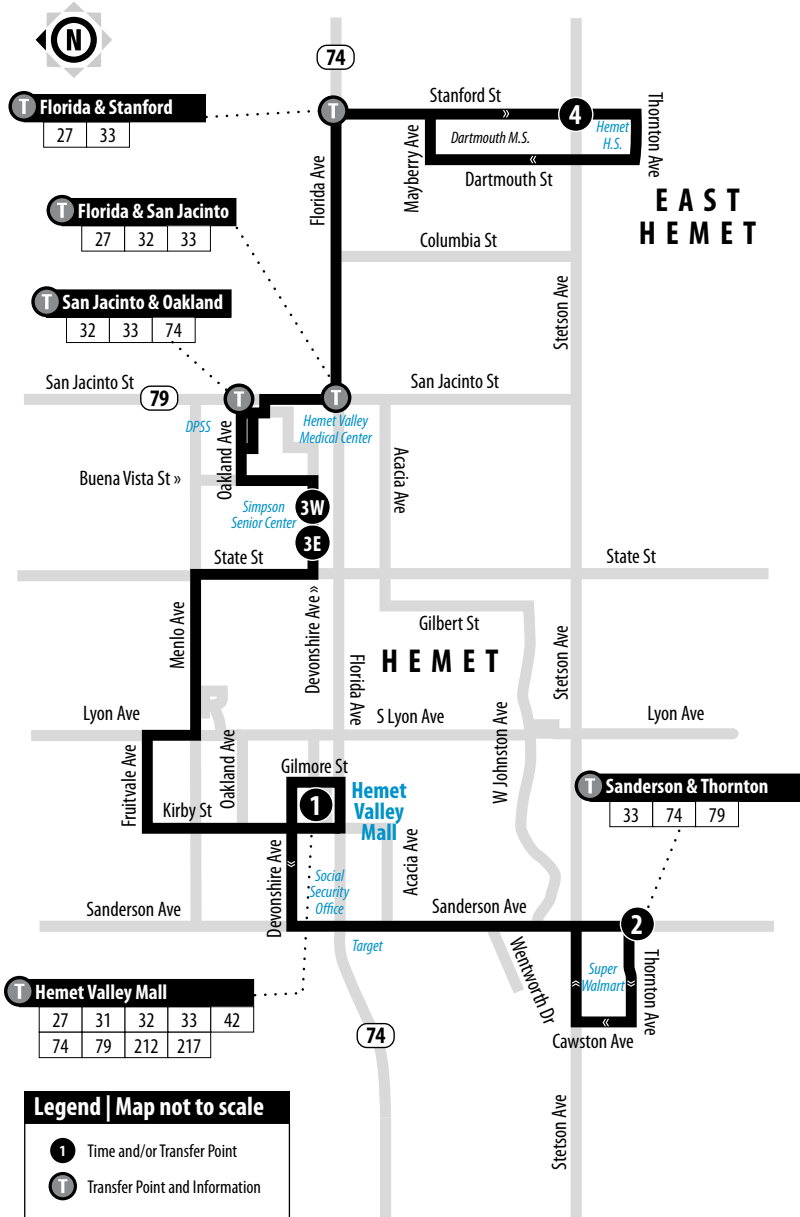 N
74
T Florida & Stanford
27 33
T
Stanford St
»
4
Thornton Ave
Mayberry Ave
Dartmouth M.S.
Hemet
H.S.
«
Dartmouth St
Florida Ave
EAST
HEMET
T Florida & San Jacinto
27 32 33
Columbia St
Stetson Ave
T San Jacinto & Oakland
32 33 74
San Jacinto St
79
T
T
San Jacinto St
DPSS
Oakland Ave
Hemet Valley
Medical Center
Acacia Ave
Buena Vista St »
Simpson
Senior Center
3W
3E
State St
State St
Menlo Ave
Devonshire Ave »
Gilbert St
HEMET
Florida Ave
Stetson Ave
Lyon Ave
S Lyon Ave
Lyon Ave
W Johnston Ave
Fruitvale Ave
Oakland Ave
Gilmore St
1
Hemet
Valley
Mall
Kirby St
T Sanderson & Thornton
33 74 79
Devonshire Ave
»
Social
Security
Office
Acacia Ave
Sanderson Ave
Sanderson Ave
2
Target
Wentworth Dr
»
Super
Walmart
»
Thornton Ave
«
Cawston Ave
T Hemet Valley Mall
27 31 32 33 42
74 79 212 217
74
Stetson Ave
Legend | Map not to scale
1 Time and/or Transfer Point
T Transfer Point and Information